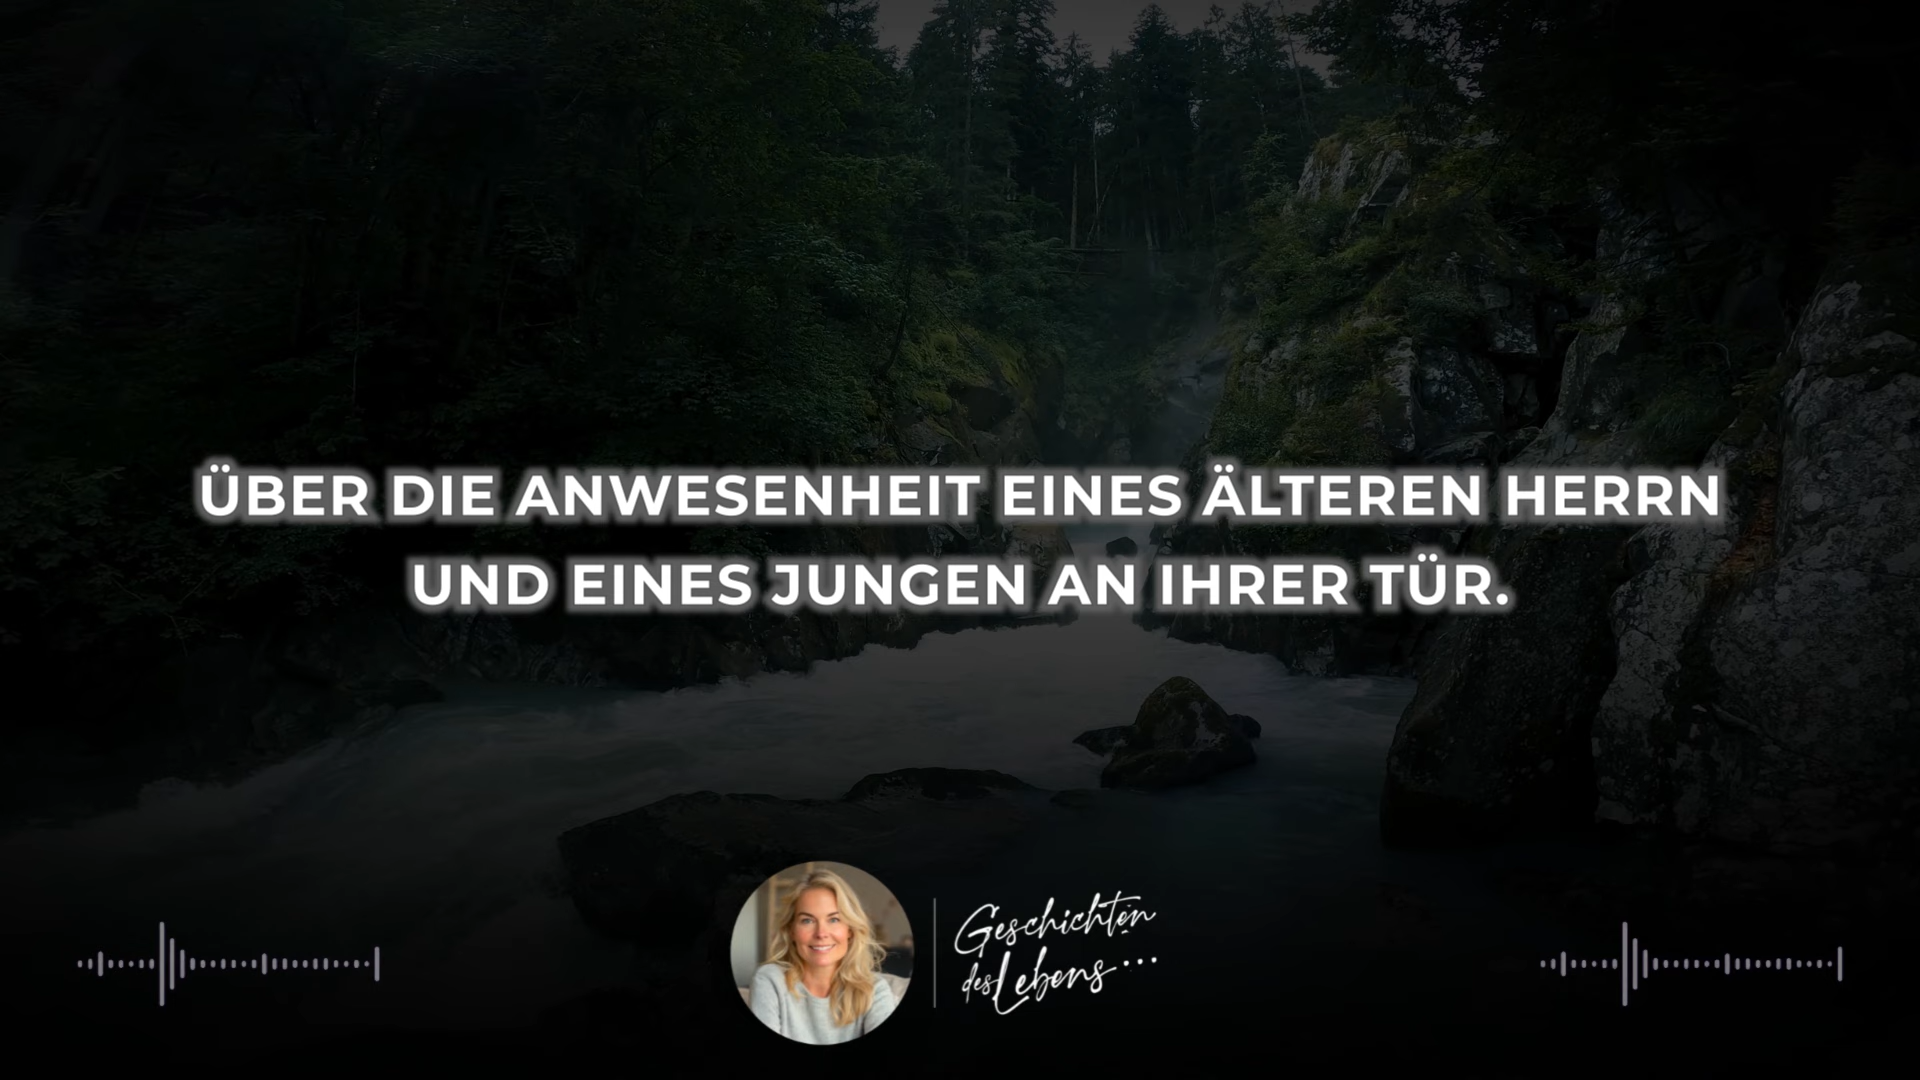 ÜBER DIE ANWESENHEIT EINES ÄLTEREN HERRN
UND EINES JUNGEN AN IHRER TÜR.
Geschichten
des Lebens...